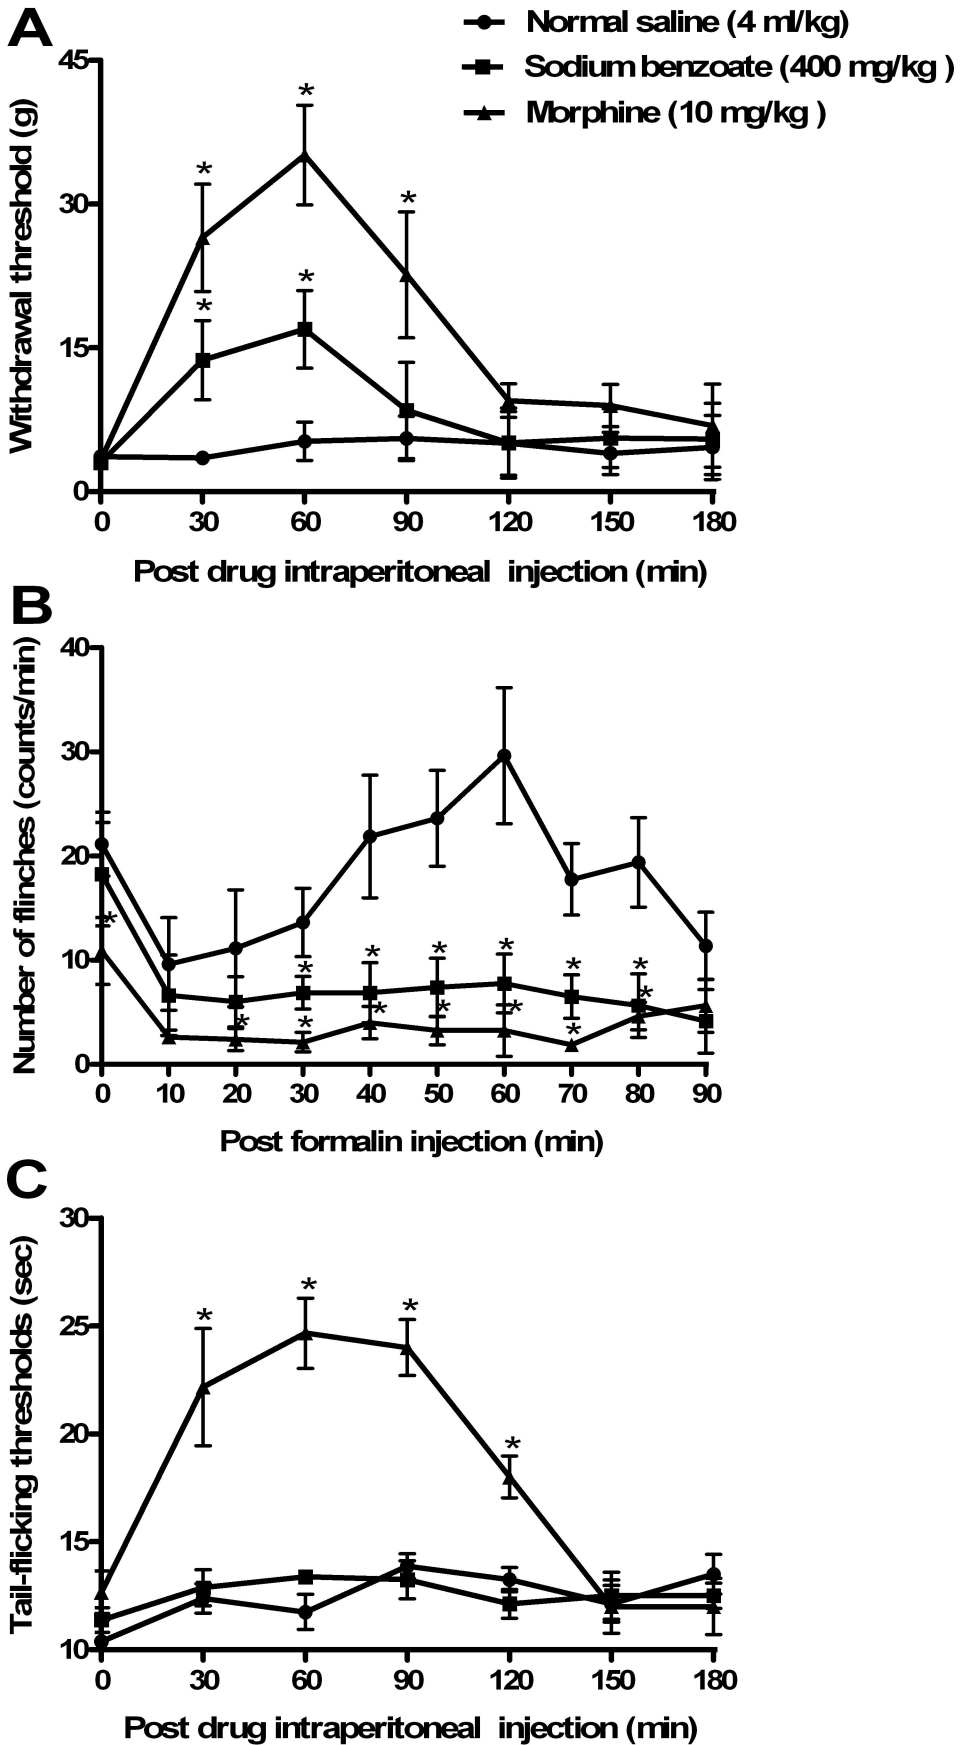 A
Normal saline (4 ml/kg)
Sodium benzoate (400 mg/kg )
Morphine (10 mg/kg )
Withdrawal threshold (g)
45
30
15
0
* * *
* *
0 30 60 90 120 150 180
Post drug intraperitoneal injection (min)
B
Number of flinches (counts/min)
40
30
20
10
0
* * * * * * *
* * * * * * *
0 10 20 30 40 50 60 70 80 90
Post formalin injection (min)
C
Tail-flicking thresholds (sec)
30
25
20
15
10
* * * *
0 30 60 90 120 150 180
Post drug intraperitoneal injection (min)